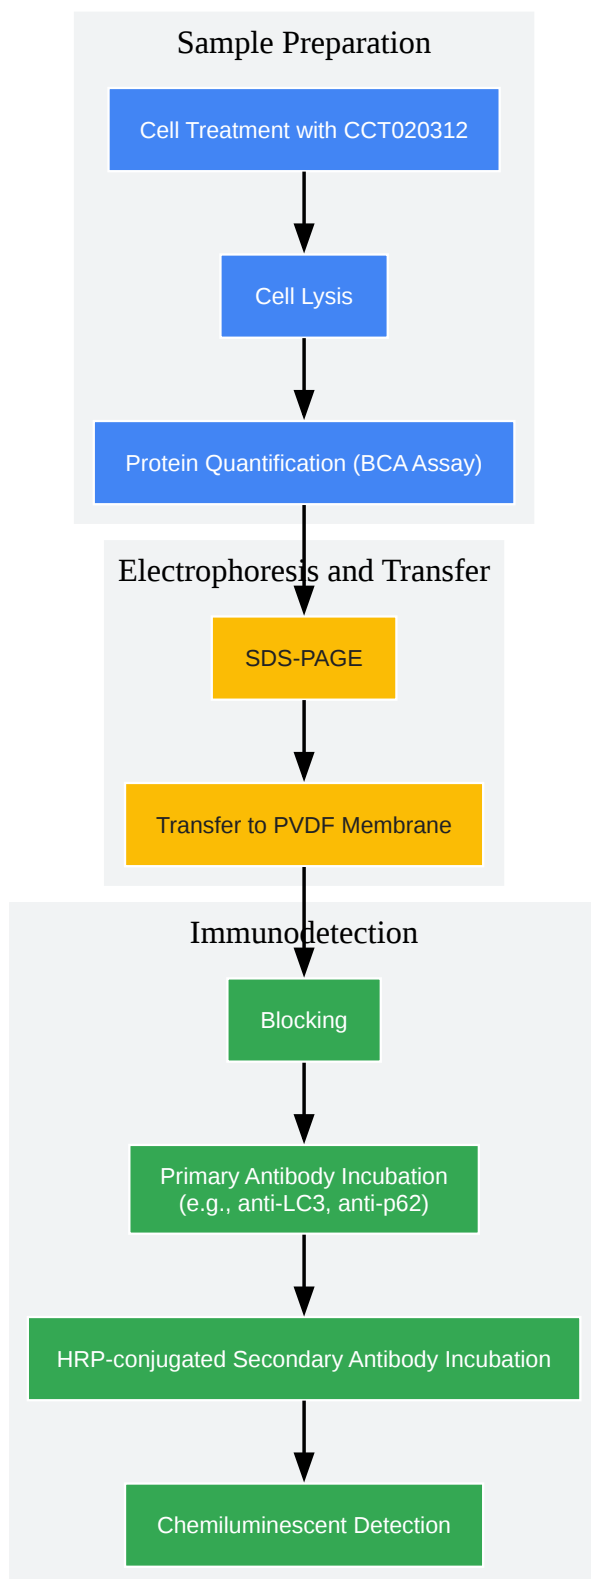 Sample Preparation
Cell Treatment with CCT020312
Cell Lysis
Protein Quantification (BCA Assay)
Electrophoresis and Transfer
SDS-PAGE
Transfer to PVDF Membrane
Immunodetection
Blocking
Primary Antibody Incubation
(e.g., anti-LC3, anti-p62)
HRP-conjugated Secondary Antibody Incubation
Chemiluminescent Detection